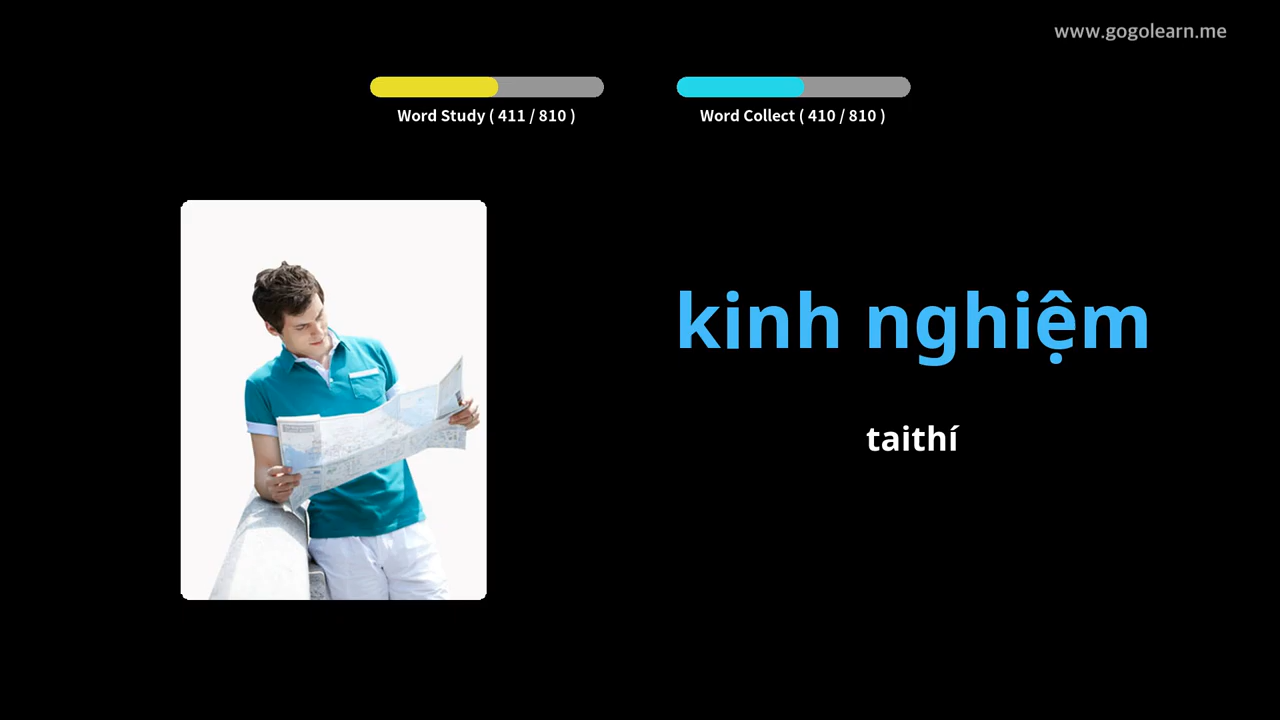 www.gogolearn.me
Word Study ( 411 / 810 )
Word Collect ( 410 / 810 )
kinh nghiệm
taithí